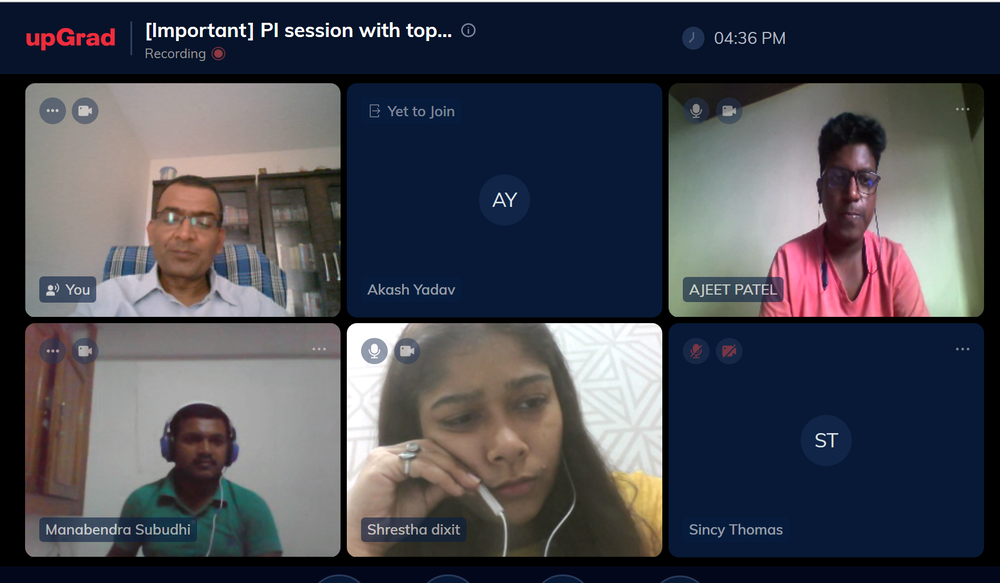 upGrad
[Important] PI session with top...
Recording
04:36 PM
You
Yet to Join
AY
Akash Yadav
AJEET PATEL
Manabendra Subudhi
Shrestha dixit
ST
Sincy Thomas